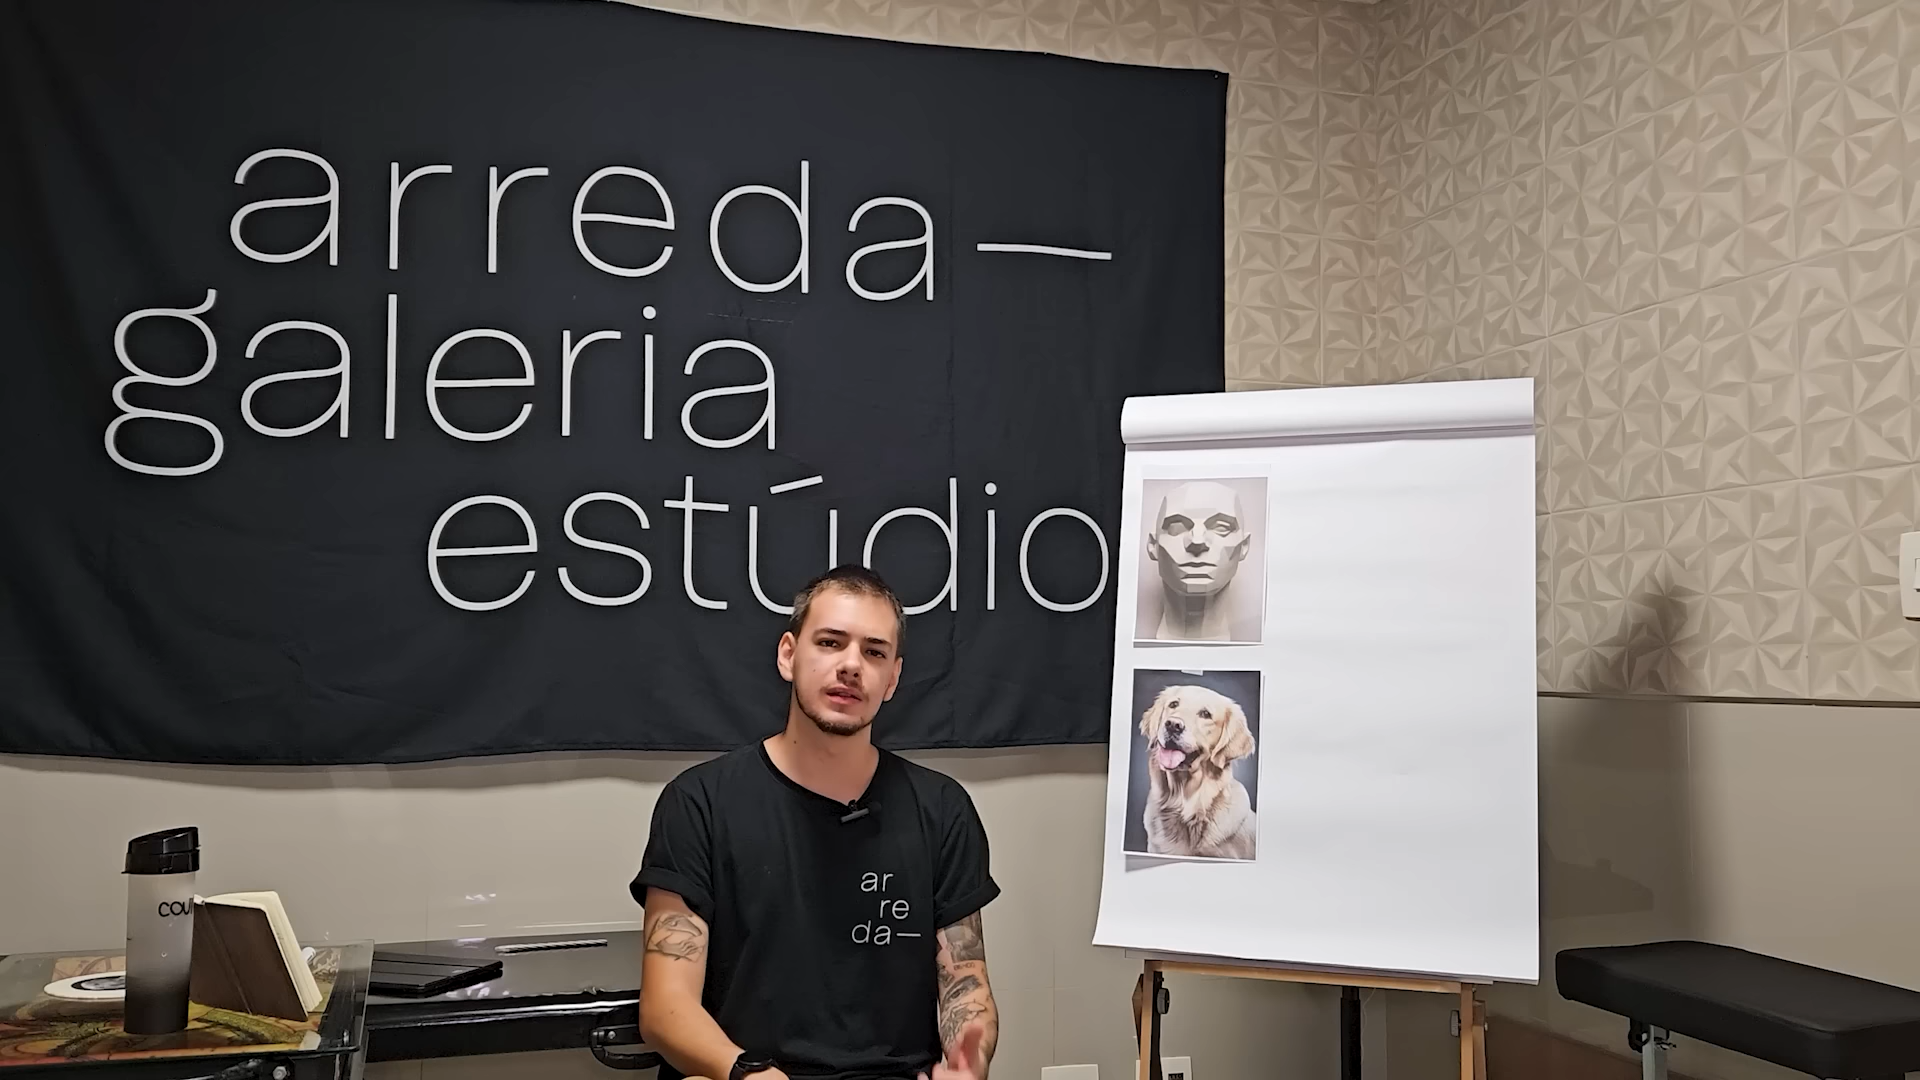 arreda—
galeria
estúdio
ar
re
da—